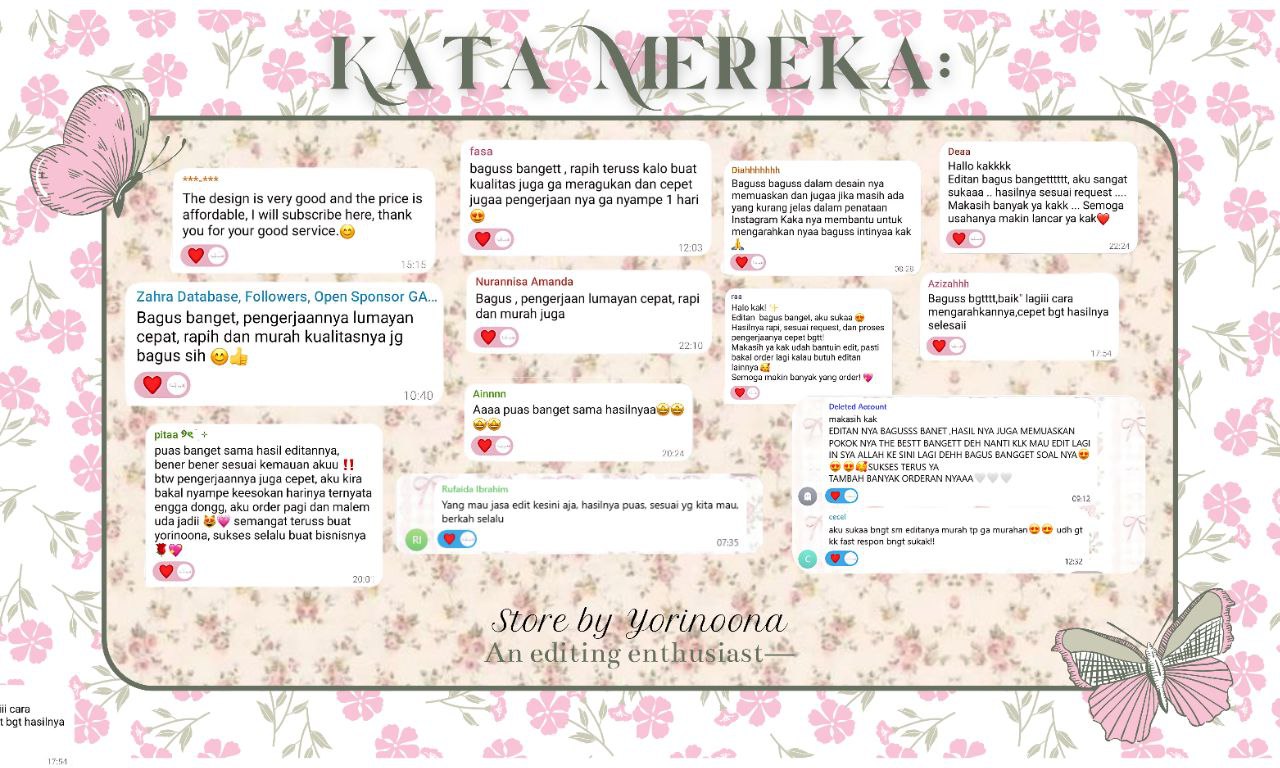 KATA MEREKA:
***-***
The design is very good and the price is
affordable, I will subscribe here, thank
you for your good service.😊
15:15
Zahra Database, Followers, Open Sponsor GA...
Bagus banget, pengerjaannya lumayan
cepat, rapih dan murah kualitasnya jg
bagus sih 😊👍
10:40
pitaa
puas banget sama hasil editannya,
bener bener sesuai kemauan akuu ‼️
btw pengerjaannya juga cepet, aku kira
bakal nyampe keesokan harinya ternyata
engga dongg, aku order pagi dan malem
uda jadii 😻💗 semangat teruss buat
yorinoona, sukses selalu buat bisnisnya
🌹💖
20:0
fasa
baguss bangett , rapih teruss kalo buat
kualitas juga ga meragukan dan cepet
jugaa pengerjaan nya ga nyampe 1 hari
😍
12:03
Nurannisa Amanda
Bagus , pengerjaan lumayan cepat, rapi
dan murah juga
22:10
Ainnnn
Aaaa puas banget sama hasilnyaa🤩🤩
🤩🤩
20:24
Rufaida Ibrahim
Yang mau jasa edit kesini aja, hasilnya puas, sesuai yg kita mau,
berkah selalu
RI
07:35
Diahhhhhhh
Baguss baguss dalam desain nya
memuaskan dan jugaa jika masih ada
yang kurang jelas dalam penataan
Instagram Kaka nya membantu untuk
mengarahkan nyaa baguss intinyaa kak
🙏
08:28
raa
Halo kak! ✨
Editan bagus banget, aku sukaa 😍
Hasilnya rapi, sesuai request, dan proses
pengerjaanya cepet bgtt!
Makasih ya kak udah bantuin edit, pasti
bakal order lagi kalau butuh editan
lainnya🥰
Semoga makin banyak yang order! 💗
Deaa
Hallo kakkkk
Editan bagus bangetttttt, aku sangat
sukaaa .. hasilnya sesuai request ....
Makasih banyak ya kakk ... Semoga
usahanya makin lancar ya kak❤️
22:24
Azizahhh
Baguss bgtttt,baik" lagiii cara
mengarahkannya,cepet bgt hasilnya
selesaii
17:54
Deleted Account
makasih kak
EDITAN NYA BAGUSSS BANET ,HASIL NYA JUGA MEMUASKAN
POKOK NYA THE BESTT BANGETT DEH NANTI KLK MAU EDIT LAGI
IN SYA ALLAH KE SINI LAGI DEHH BAGUS BANGGET SOAL NYA😍
😍 😍🥰SUKSES TERUS YA
TAMBAH BANYAK ORDERAN NYAAA🤍🤍🤍
09:12
cecel
aku sukaa bngt sm editanya murah tp ga murahan😍😍 udh gt
kk fast respon bngt sukak!!
C
12:32
Store by Yorinoona
An editing enthusiast—
iii cara
t bgt hasilnya
17:54